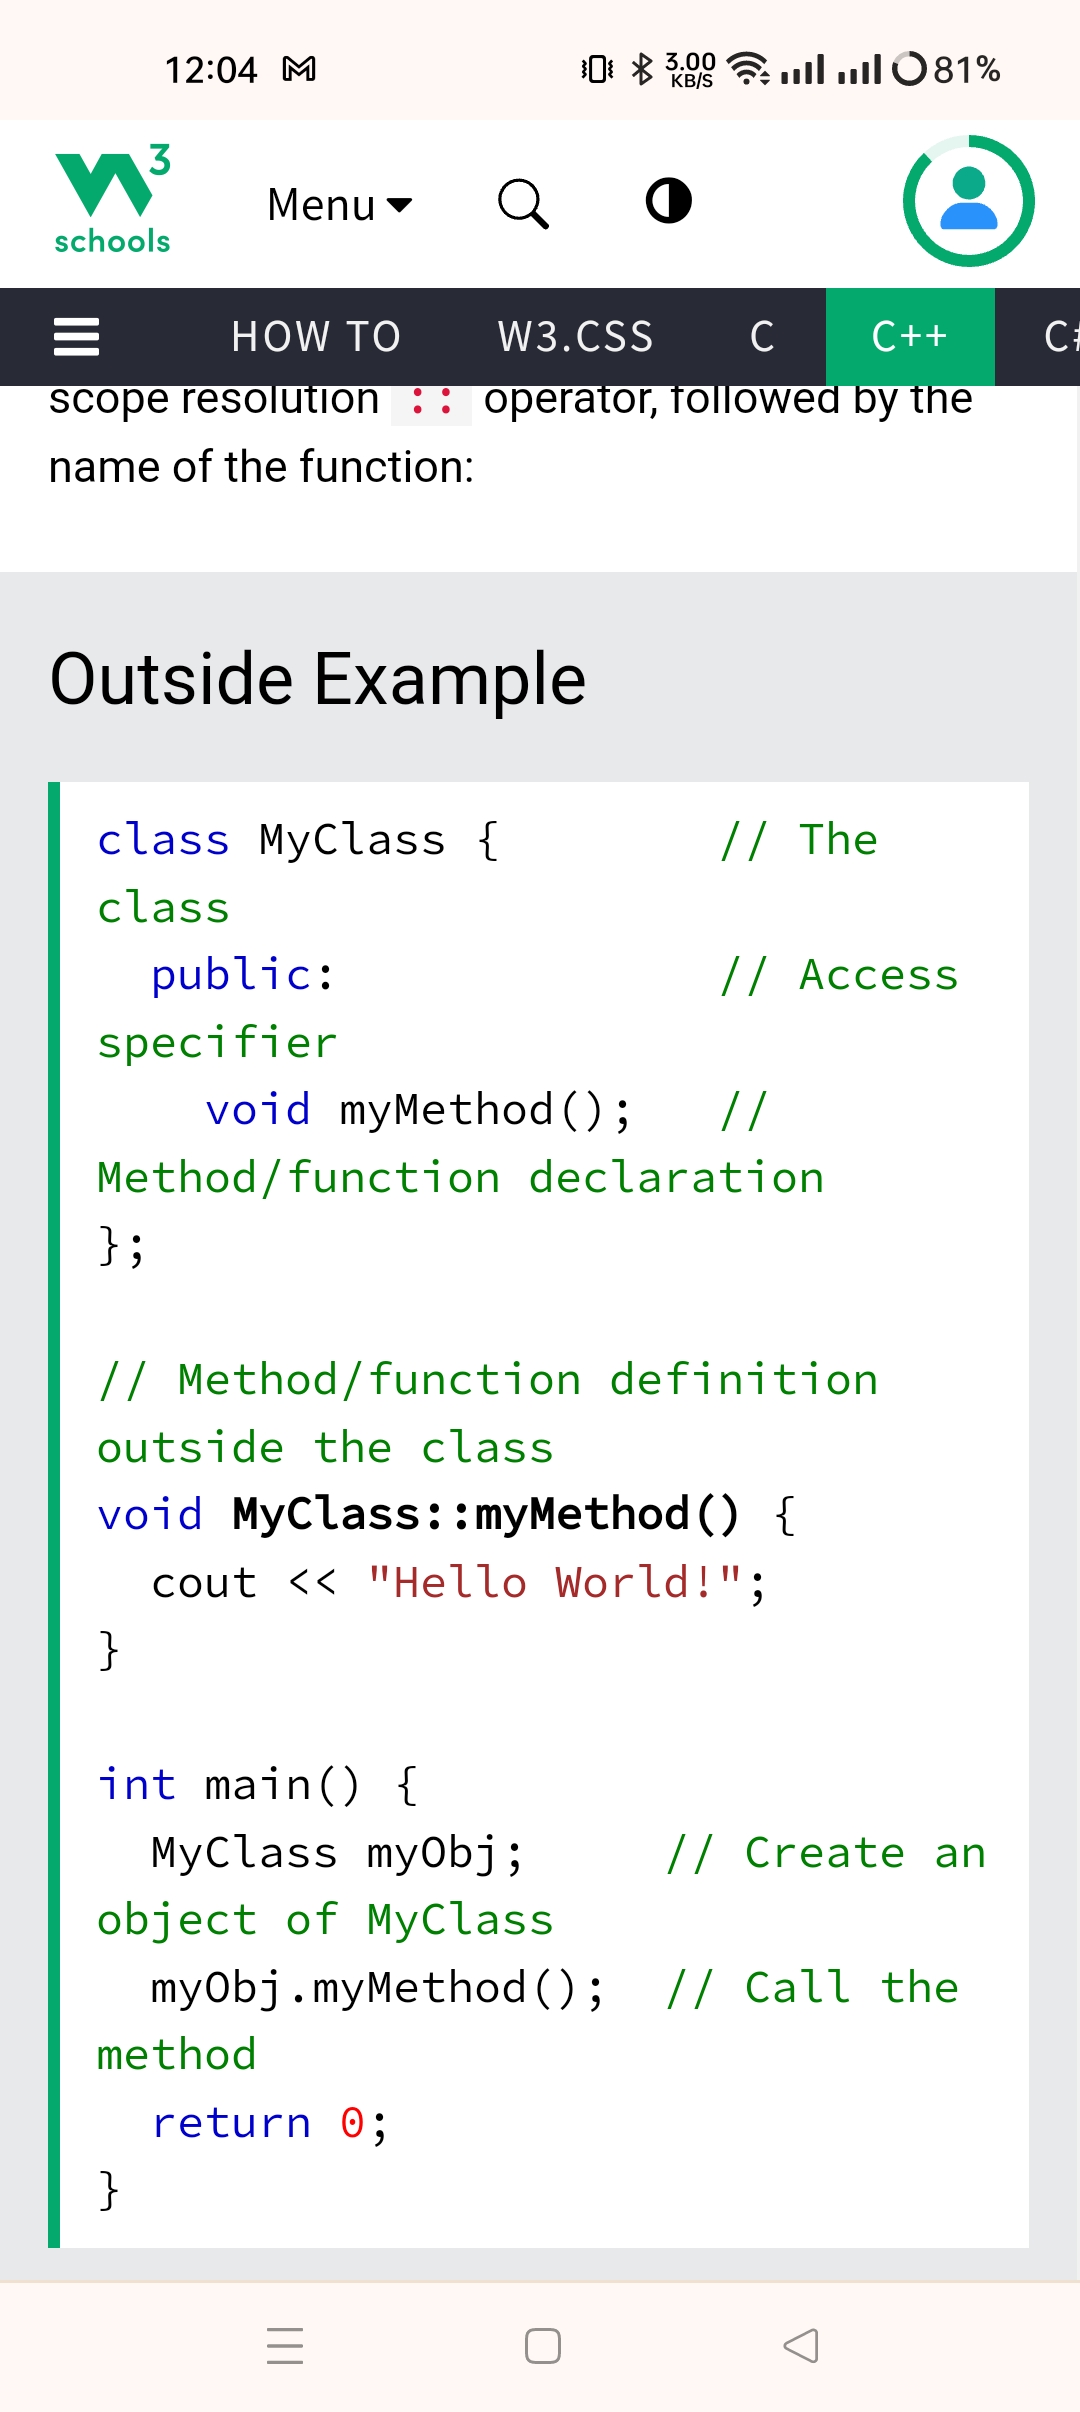 12:04 3.00 KB/S 81%
W3 schools Menu
HOW TO W3.CSS C C++ C#
scope resolution :: operator, followed by the
name of the function:
Outside Example
class MyClass {        // The
class
  public:              // Access
specifier
    void myMethod();   //
Method/function declaration
};
// Method/function definition
outside the class
void MyClass::myMethod() {
  cout << "Hello World!";
}
int main() {
  MyClass myObj;     // Create an
object of MyClass
  myObj.myMethod();  // Call the
method
  return 0;
}